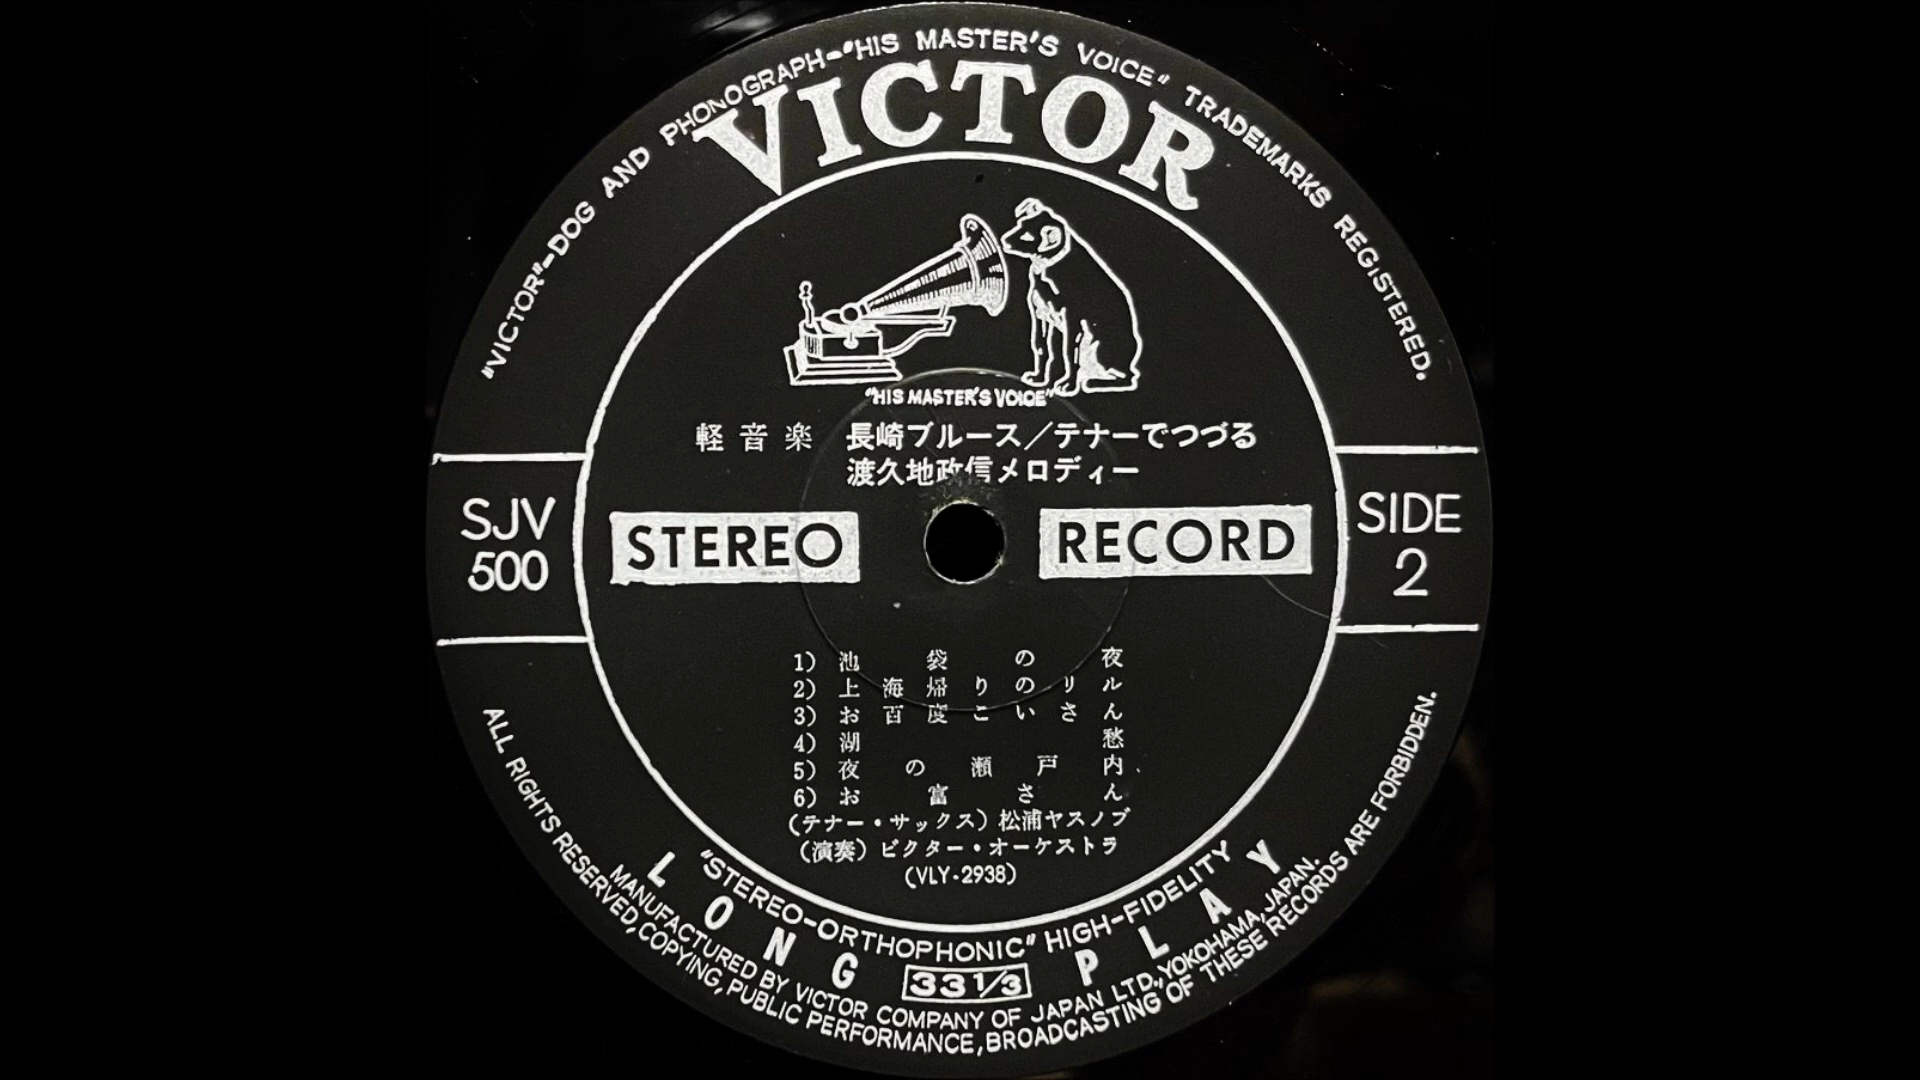 "VICTOR"-DOG AND PHONOGRAPH-"HIS MASTER'S VOICE" TRADEMARKS REGISTERED.
VICTOR
"HIS MASTER'S VOICE"
軽音楽 長崎ブルース／テナーでつづる
渡久地政信メロディー
SJV
500
STEREO RECORD
SIDE
2
1) 池袋の夜
2) 上海帰りのリル
3) お百度こいさん
4) 湖愁
5) 夜の瀬戸内
6) お富さん
(テナー・サックス) 松浦ヤスノブ
(演奏) ビクター・オーケストラ
(VLY-2938)
"STEREO-ORTHOPHONIC" HIGH-FIDELITY
LONG 33 1/3 PLAY
MANUFACTURED BY VICTOR COMPANY OF JAPAN LTD., YOKOHAMA, JAPAN.
ALL RIGHTS RESERVED, COPYING, PUBLIC PERFORMANCE, BROADCASTING OF THESE RECORDS ARE FORBIDDEN.